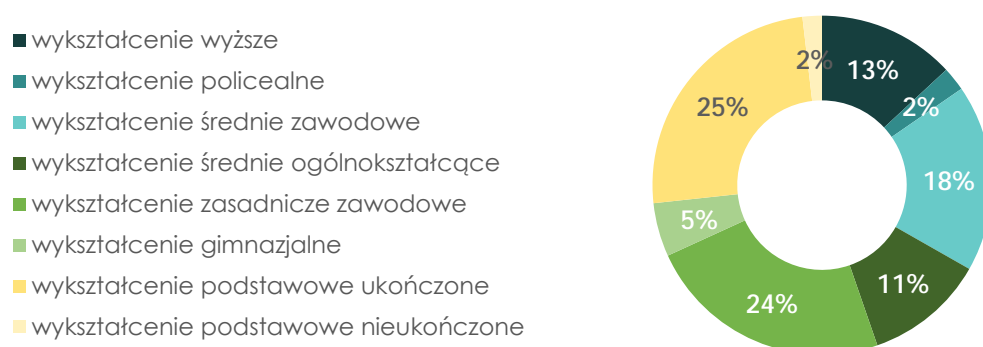 wykształcenie wyższe
wykształcenie policealne
wykształcenie średnie zawodowe
wykształcenie średnie ogólnokształcące
wykształcenie zasadnicze zawodowe
wykształcenie gimnazjalne
wykształcenie podstawowe ukończone
wykształcenie podstawowe nieukończone
13%
2%
18%
11%
24%
5%
25%
2%